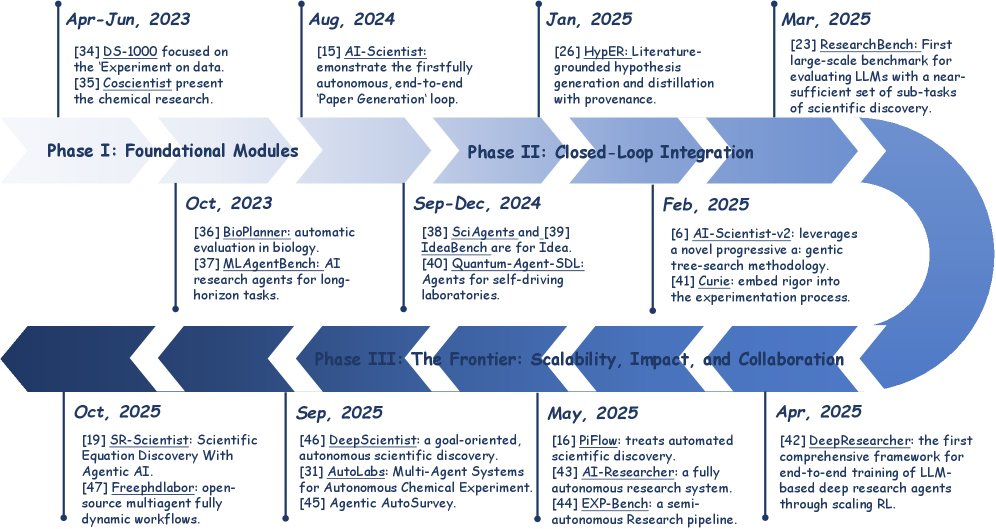 Apr-Jun, 2023
[34] DS-1000 focused on
the 'Experiment on data.
[35] Coscientist present
the chemical research.
Aug, 2024
[15] AI-Scientist:
emonstrate the firstfully
autonomous, end-to-end
'Paper Generation' loop.
Jan, 2025
[26] HypER: Literature-
grounded hypothesis
generation and distillation
with provenance.
Mar, 2025
[23] ResearchBench: First
large-scale benchmark for
evaluating LLMs with a near-
sufficient set of sub-tasks
of scientific discovery.
Phase I: Foundational Modules
Phase II: Closed-Loop Integration
Oct, 2023
[36] BioPlanner: automatic
evaluation in biology.
[37] MLAgentBench: AI
research agents for long-
horizon tasks.
Sep-Dec, 2024
[38] SciAgents and [39]
IdeaBench are for Idea.
[40] Quantum-Agent-SDL:
Agents for self-driving
laboratories.
Feb, 2025
[6] AI-Scientist-v2: leverages
a novel progressive a: gentic
tree-search methodology.
[41] Curie: embed rigor into
the experimentation process.
Phase III: The Frontier: Scalability, Impact, and Collaboration
Oct, 2025
[19] SR-Scientist: Scientific
Equation Discovery With
Agentic AI.
[47] Freephdlabor: open-
source multiagent fully
dynamic workflows.
Sep, 2025
[46] DeepScientist: a goal-oriented,
autonomous scientific discovery.
[31] AutoLabs: Multi-Agent Systems
for Autonomous Chemical Experiment.
[45] Agentic AutoSurvey.
May, 2025
[16] PiFlow: treats automated
scientific discovery.
[43] AI-Researcher: a fully
autonomous research system.
[44] EXP-Bench: a semi-
autonomous Research pipeline.
Apr, 2025
[42] DeepResearcher: the first
comprehensive framework for
end-to-end training of LLM-
based deep research agents
through scaling RL.